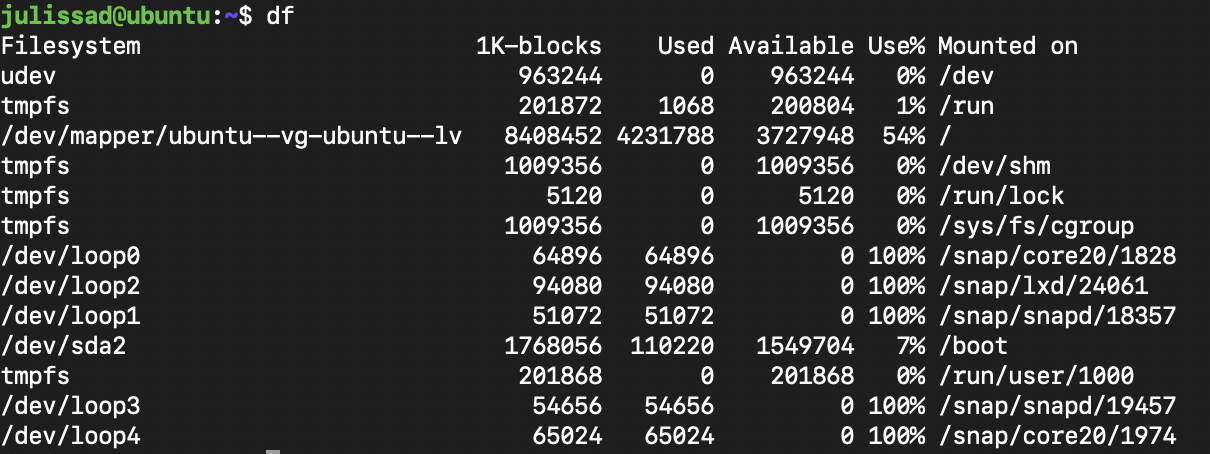 julissad@ubuntu:~$ df
Filesystem                        1K-blocks    Used Available Use% Mounted on
udev                                 963244       0    963244   0% /dev
tmpfs                                201872    1068    200804   1% /run
/dev/mapper/ubuntu--vg-ubuntu--lv   8408452 4231788   3727948  54% /
tmpfs                               1009356       0   1009356   0% /dev/shm
tmpfs                                  5120       0      5120   0% /run/lock
tmpfs                               1009356       0   1009356   0% /sys/fs/cgroup
/dev/loop0                            64896   64896         0 100% /snap/core20/1828
/dev/loop2                            94080   94080         0 100% /snap/lxd/24061
/dev/loop1                            51072   51072         0 100% /snap/snapd/18357
/dev/sda2                           1768056  110220   1549704   7% /boot
tmpfs                                201868       0    201868   0% /run/user/1000
/dev/loop3                            54656   54656         0 100% /snap/snapd/19457
/dev/loop4                            65024   65024         0 100% /snap/core20/1974